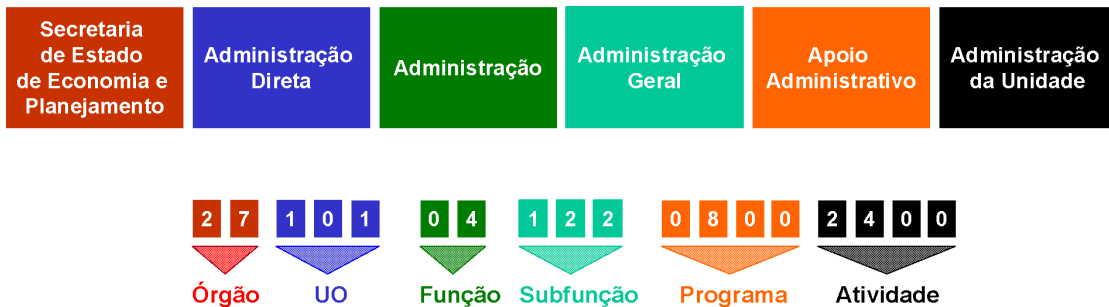 Secretaria
de Estado
de Economia e
Planejamento
Administração
Direta
Administração
Administração
Geral
Apoio
Administrativo
Administração
da Unidade
2 7 1 0 1 0 4 1 2 2 0 8 0 0 2 4 0 0
Órgão UO Função Subfunção Programa Atividade